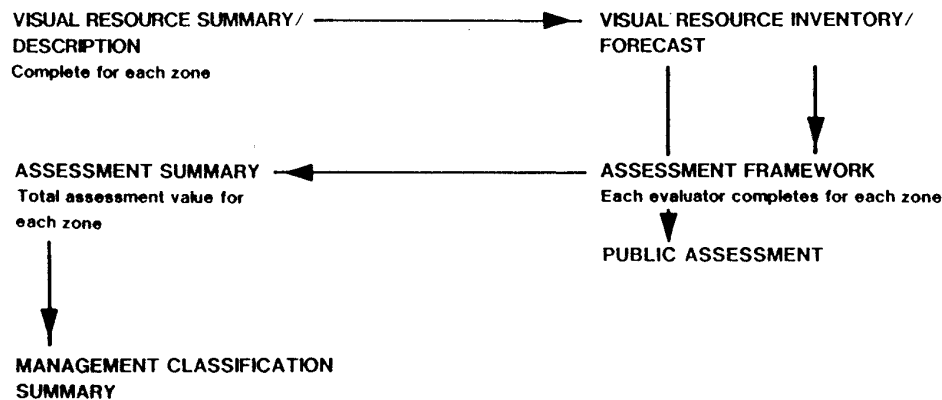 VISUAL RESOURCE SUMMARY/
DESCRIPTION
Complete for each zone
VISUAL RESOURCE INVENTORY/
FORECAST
ASSESSMENT SUMMARY
Total assessment value for
each zone
ASSESSMENT FRAMEWORK
Each evaluator completes for each zone
PUBLIC ASSESSMENT
MANAGEMENT CLASSIFICATION
SUMMARY